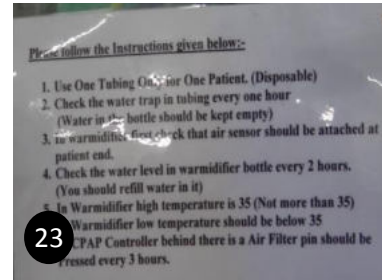 Please follow the Instructions given below:-
1. Use One Tubing Only for One Patient. (Disposable)
2. Check the water trap in tubing every one hour
(Water in the bottle should be kept empty)
3. In warmidifier first check that air sensor should be attached at
patient end.
4. Check the water level in warmidifier bottle every 2 hours.
(You should refill water in it)
5. In Warmidifier high temperature is 35 (Not more than 35)
Warmidifier low temperature should be below 35
CPAP Controller behind there is a Air Filter pin should be
Pressed every 3 hours.
23